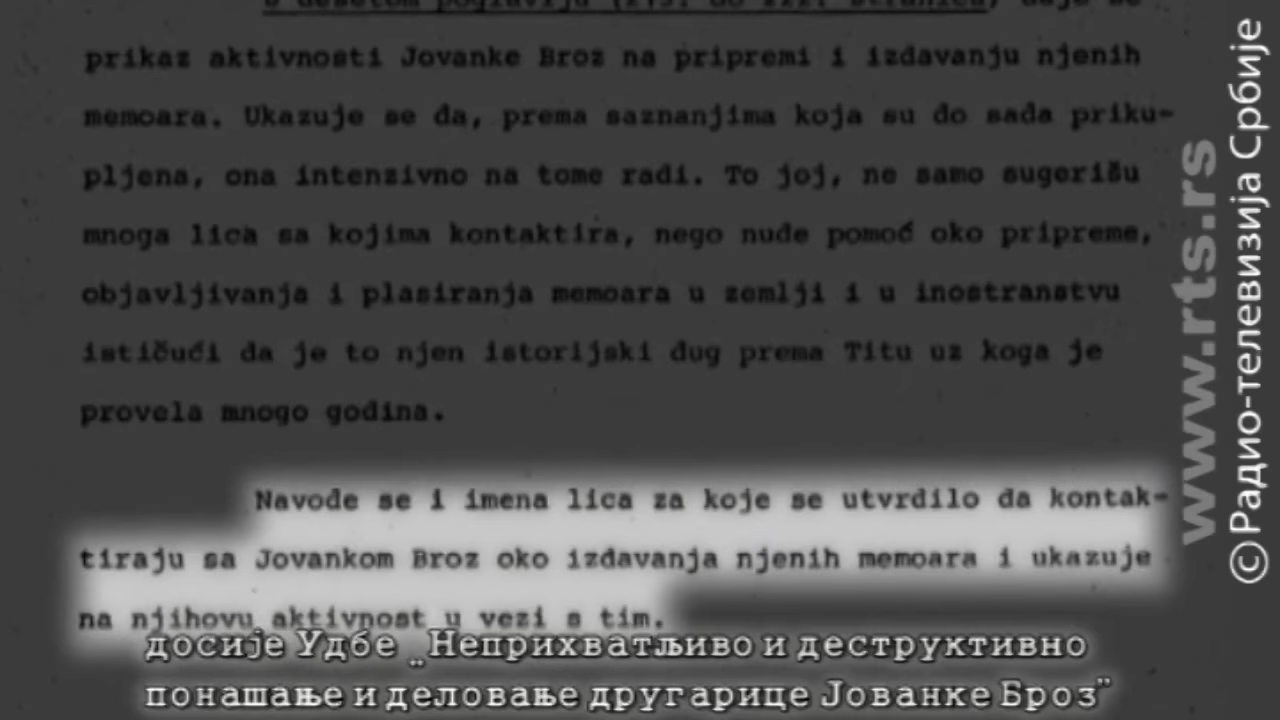 prikaz aktivnosti Jovanke Broz na pripremi i izdavanju njenih
memoara. Ukazuje se da, prema saznanjima koja su do sada priku-
pljena, ona intenzivno na tome radi. To joj, ne samo sugerišu
mnoga lica sa kojima kontaktira, nego nude pomoć oko pripreme,
objavljivanja i plasiranja memoara u zemlji i u inostranstvu
ističući da je to njen istorijski dug prema Titu uz koga je
provela mnogo godina.
Navode se i imena lica za koje se utvrdilo da kontak-
tiraju sa Jovankom Broz oko izdavanja njenih memoara i ukazuje
na njihovu aktivnost u vezi s tim.
досије Удбе „Неприхватљиво и деструктивно
понашање и деловање другарице Јованке Броз”
www.rts.rs
©Радио-телевизија Србије